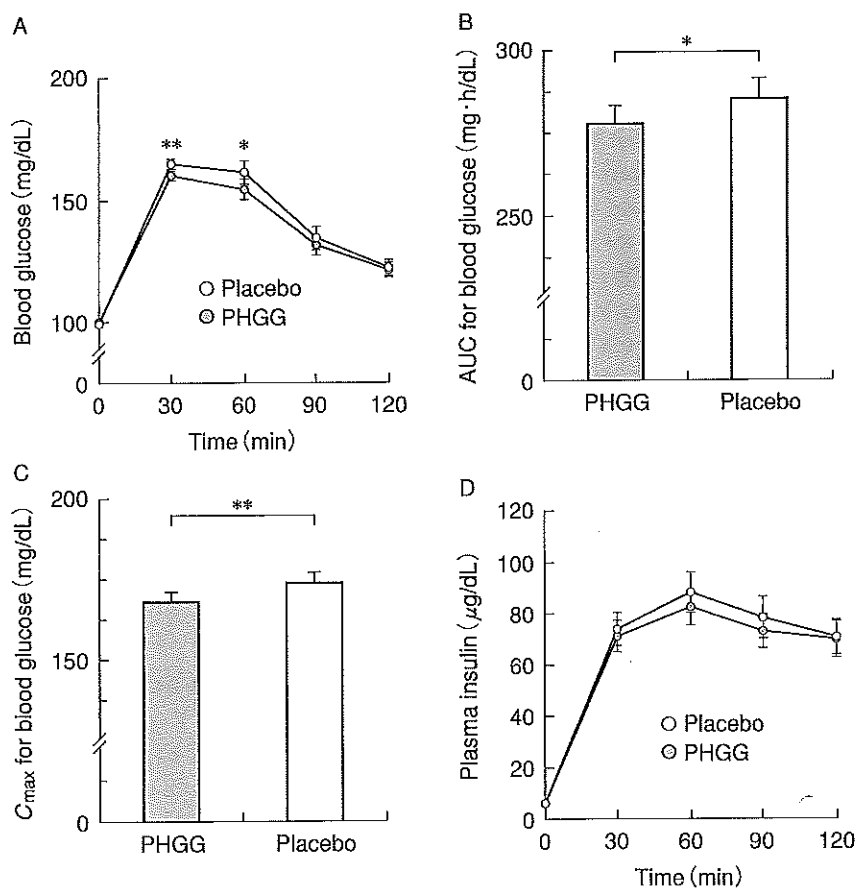 A
200
150
100
0
Blood glucose (mg/dL)
**
*
Placebo
PHGG
0 30 60 90 120
Time (min)
B
300
250
0
AUC for blood glucose (mg·h/dL)
*
PHGG Placebo
C
200
150
0
Cmax for blood glucose (mg/dL)
**
PHGG Placebo
D
120
100
80
60
40
20
0
Plasma insulin (μg/dL)
Placebo
PHGG
0 30 60 90 120
Time (min)